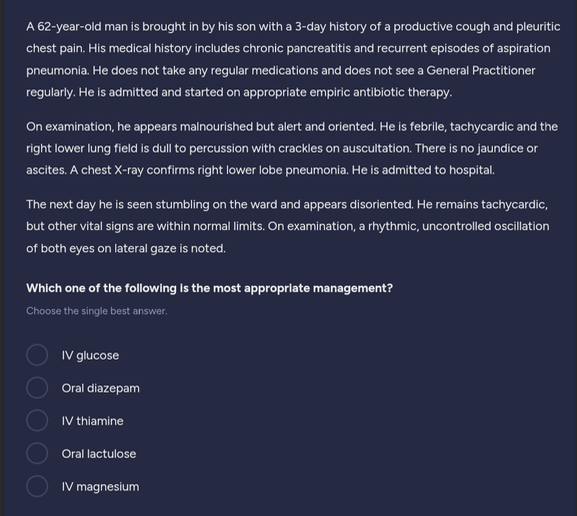 A 62-year-old man is brought in by his son with a 3-day history of a productive cough and pleuritic
chest pain. His medical history includes chronic pancreatitis and recurrent episodes of aspiration
pneumonia. He does not take any regular medications and does not see a General Practitioner
regularly. He is admitted and started on appropriate empiric antibiotic therapy.
On examination, he appears malnourished but alert and oriented. He is febrile, tachycardic and the
right lower lung field is dull to percussion with crackles on auscultation. There is no jaundice or
ascites. A chest X-ray confirms right lower lobe pneumonia. He is admitted to hospital.
The next day he is seen stumbling on the ward and appears disoriented. He remains tachycardic,
but other vital signs are within normal limits. On examination, a rhythmic, uncontrolled oscillation
of both eyes on lateral gaze is noted.
Which one of the following is the most appropriate management?
Choose the single best answer.
IV glucose
Oral diazepam
IV thiamine
Oral lactulose
IV magnesium